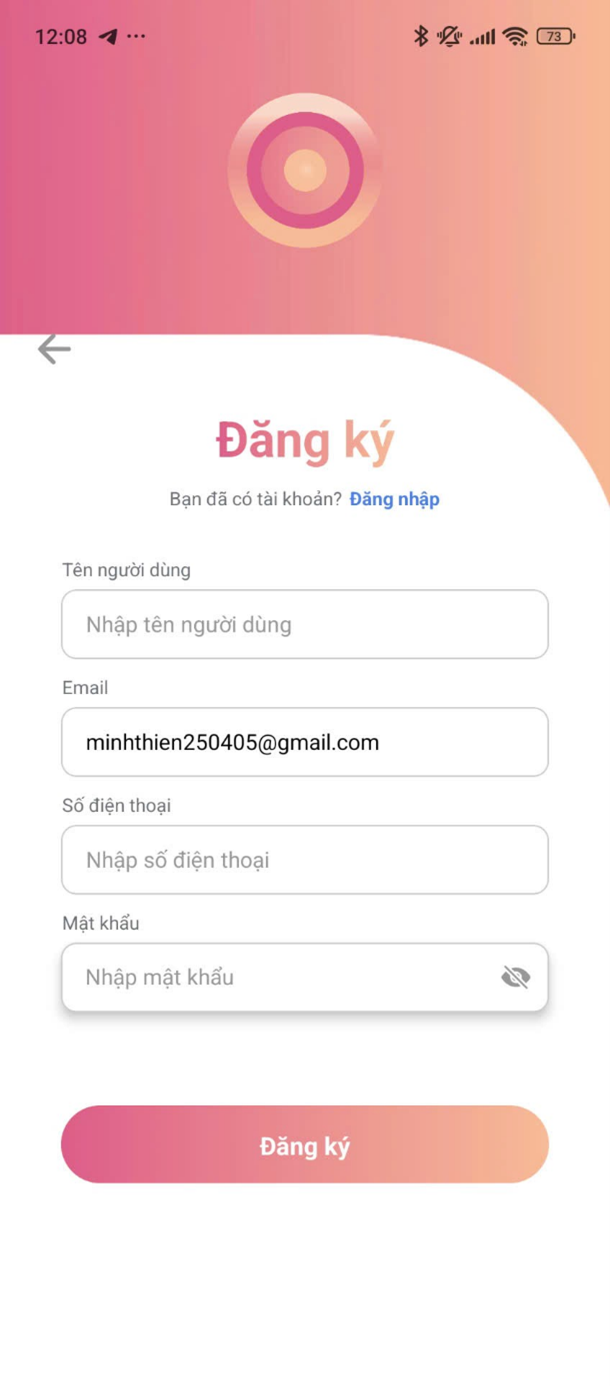 12:08
73
Đăng ký
Bạn đã có tài khoản? Đăng nhập
Tên người dùng
Nhập tên người dùng
Email
minhthien250405@gmail.com
Số điện thoại
Nhập số điện thoại
Mật khẩu
Nhập mật khẩu
Đăng ký